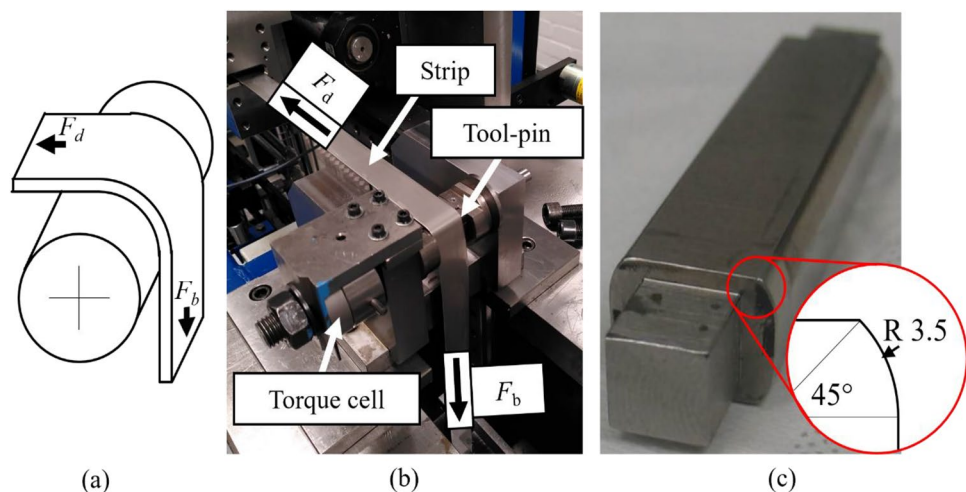 F_d
F_b
(a)
F_d
Strip
Tool-pin
Torque cell
F_b
(b)
R 3.5
45°
(c)